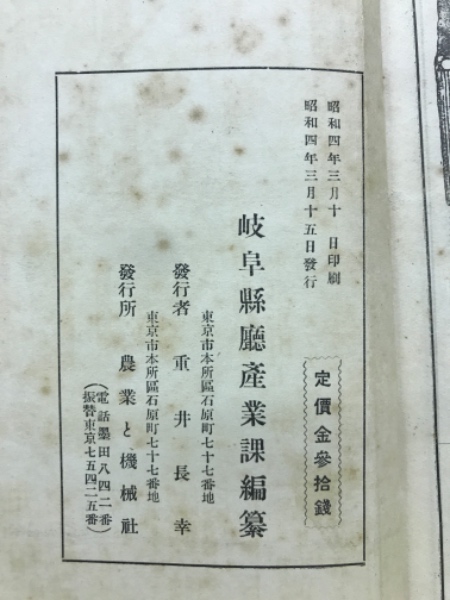 昭和四年三月十 日印刷
昭和四年三月十五日發行
定價金參拾錢
岐阜縣廳產業課編纂
東京市本所區石原町七十七番地
發行者 重井長幸
東京市本所區石原町七十七番地
發行所 農業と機械社
(電話墨田八四二番
振替東京七五四二五番)